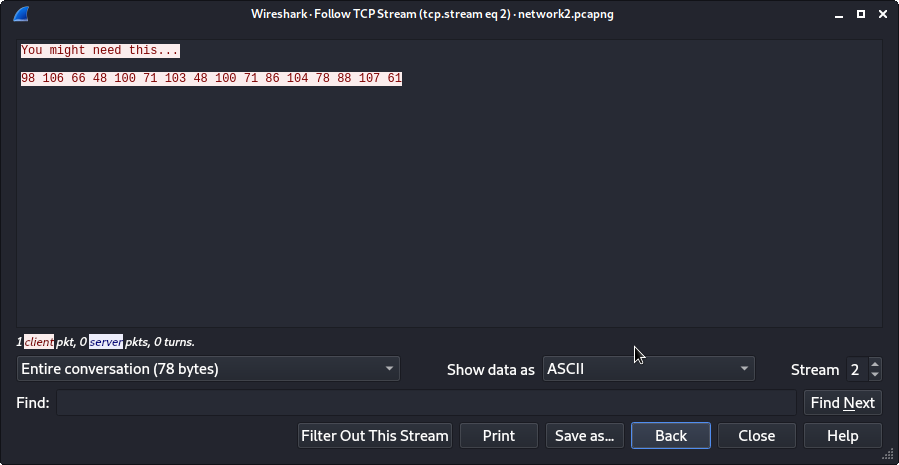 Wireshark · Follow TCP Stream (tcp.stream eq 2) · network2.pcapng
You might need this...
98 106 66 48 100 71 103 48 100 71 86 104 78 88 107 61
1 client pkt, 0 server pkts, 0 turns.
Entire conversation (78 bytes) Show data as ASCII Stream 2
Find: Find Next
Filter Out This Stream Print Save as... Back Close Help